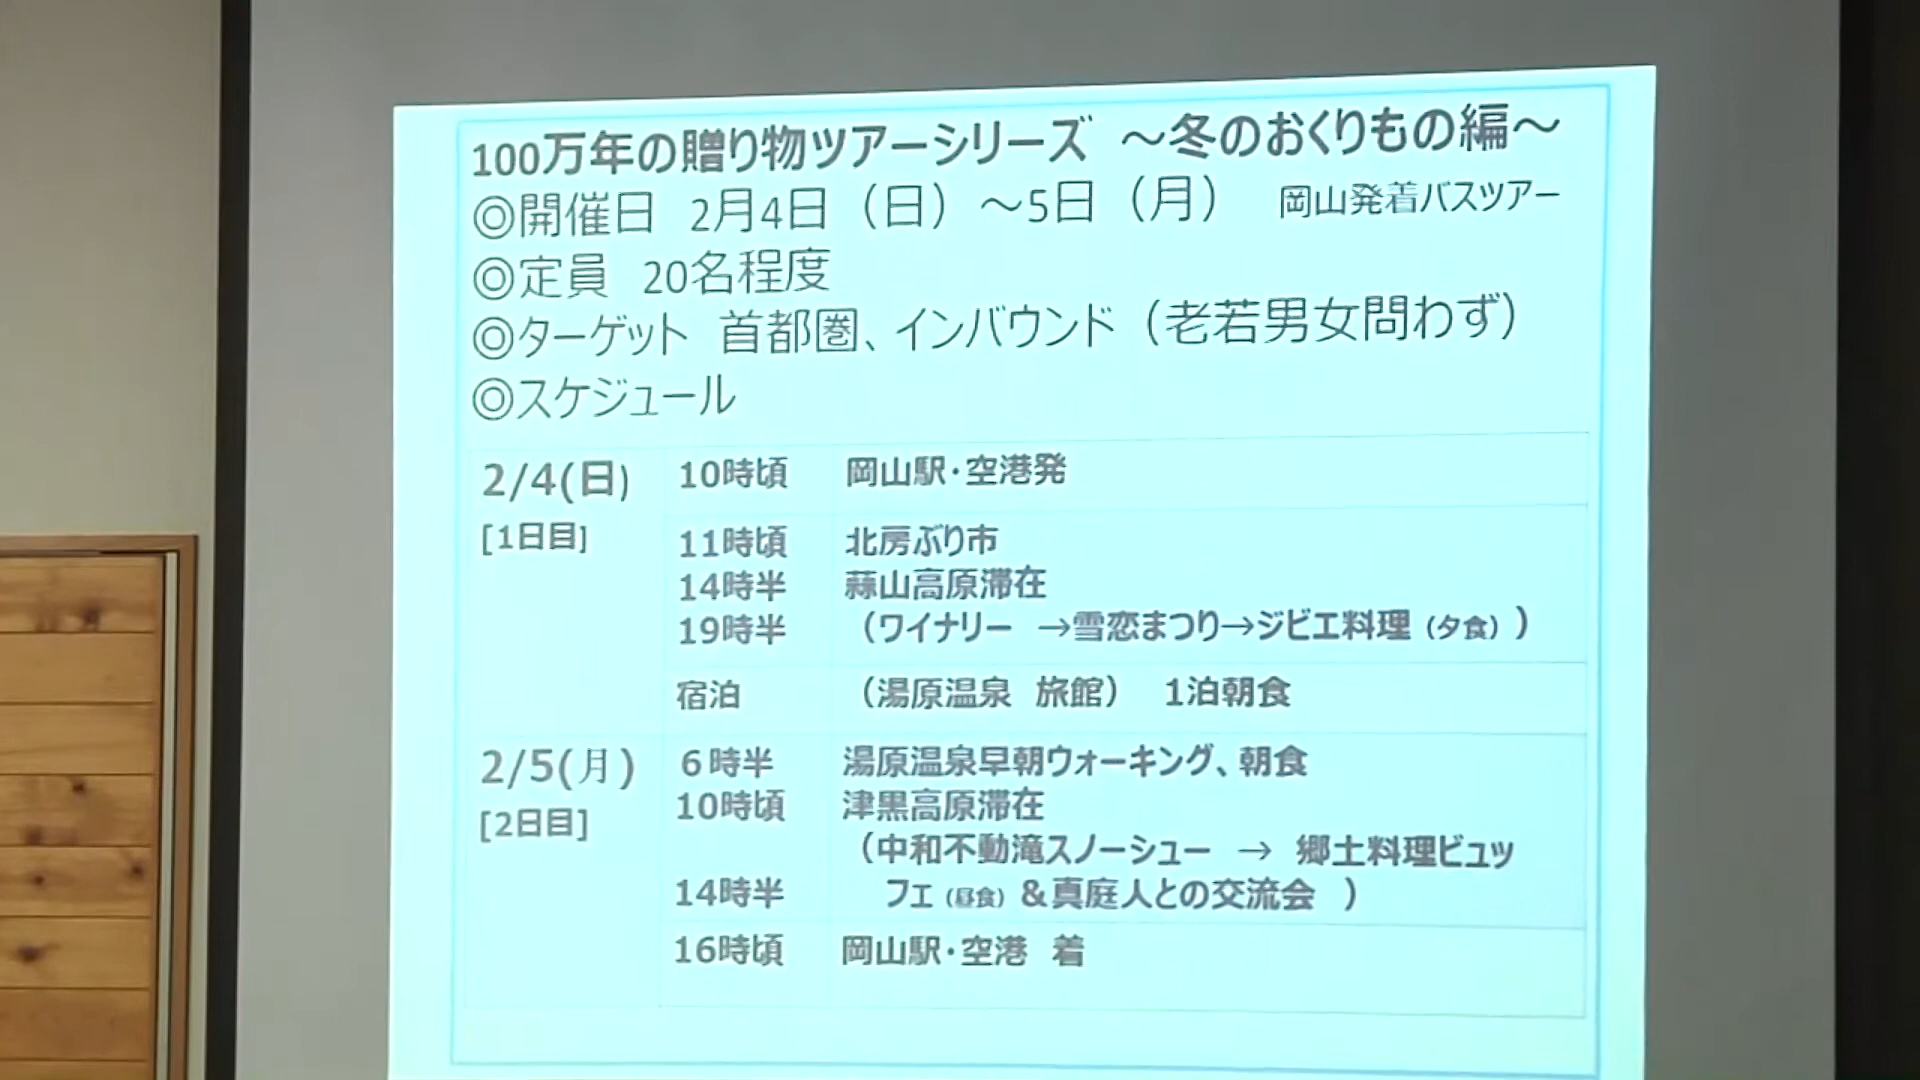 100万年の贈り物ツアーシリーズ ～冬のおくりもの編～
◎開催日 2月4日（日）～5日（月） 岡山発着バスツアー
◎定員 20名程度
◎ターゲット 首都圏、インバウンド（老若男女問わず）
◎スケジュール
2/4(日) 10時頃 岡山駅・空港発
[1日目]
11時頃 北房ぶり市
14時半 蒜山高原滞在
19時半 （ワイナリー →雪恋まつり→ジビエ料理（夕食））
宿泊 （湯原温泉 旅館） 1泊朝食
2/5(月) 6時半 湯原温泉早朝ウォーキング、朝食
[2日目]
10時頃 津黒高原滞在
（中和不動滝スノーシュー → 郷土料理ビュッ
14時半 フェ（昼食）＆真庭人との交流会 ）
16時頃 岡山駅・空港 着